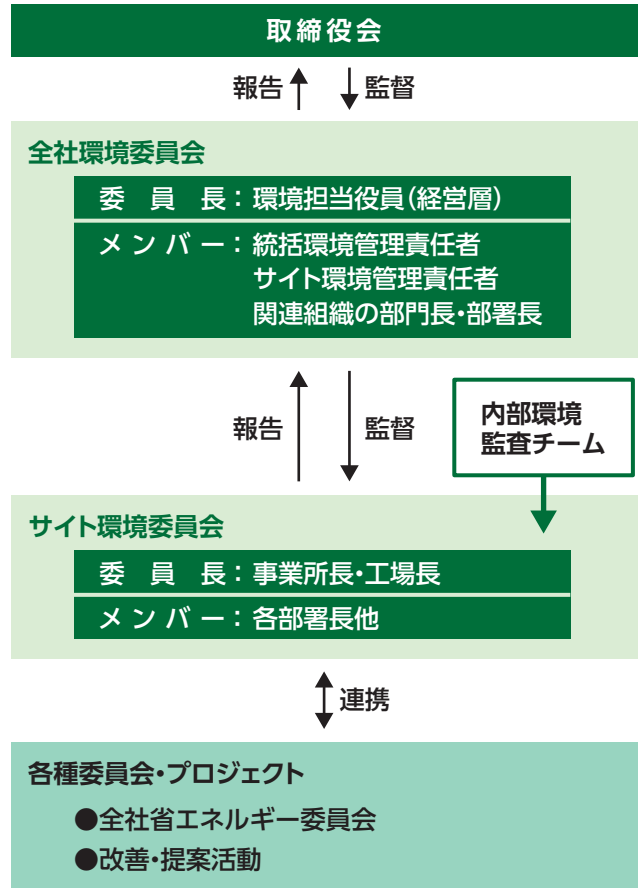 取締役会
報告 監督
全社環境委員会
委員長：環境担当役員（経営層）
メンバー：統括環境管理責任者
サイト環境管理責任者
関連組織の部門長・部署長
報告 監督
内部環境
監査チーム
サイト環境委員会
委員長：事業所長・工場長
メンバー：各部署長他
連携
各種委員会・プロジェクト
●全社省エネルギー委員会
●改善・提案活動